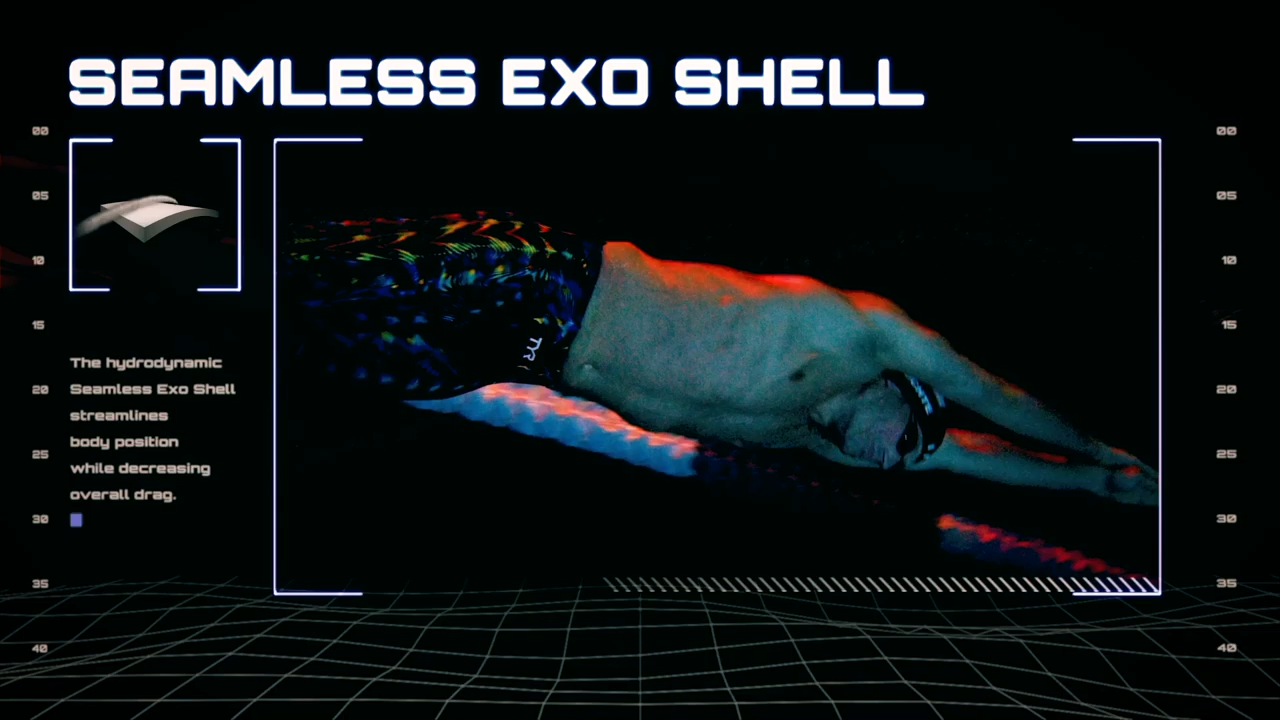 SEAMLESS EXO SHELL
00
05
10
15
20
25
30
35
40
The hydrodynamic
Seamless Exo Shell
streamlines
body position
while decreasing
overall drag.
TYR
00
05
10
15
20
25
30
35
40